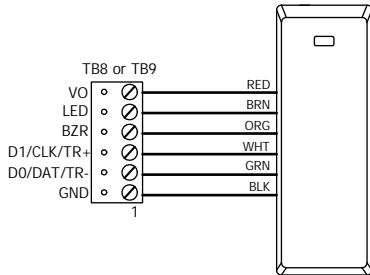 TB8 or TB9
VO RED
LED BRN
BZR ORG
D1/CLK/TR+ WHT
D0/DAT/TR- GRN
GND BLK
1